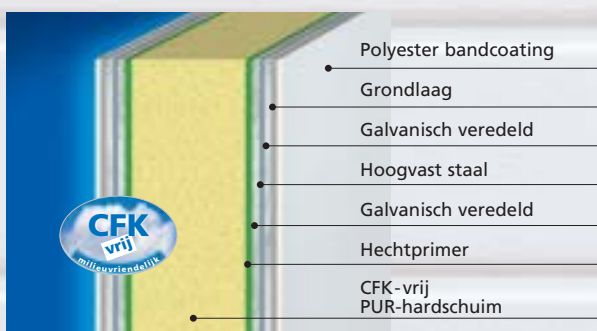 Polyester bandcoating
Grondlaag
Galvanisch veredeld
Hoogvast staal
Galvanisch veredeld
Hechtprimer
CFK-vrij
PUR-hardschuim
CFK
vrij
milieuvriendelijk